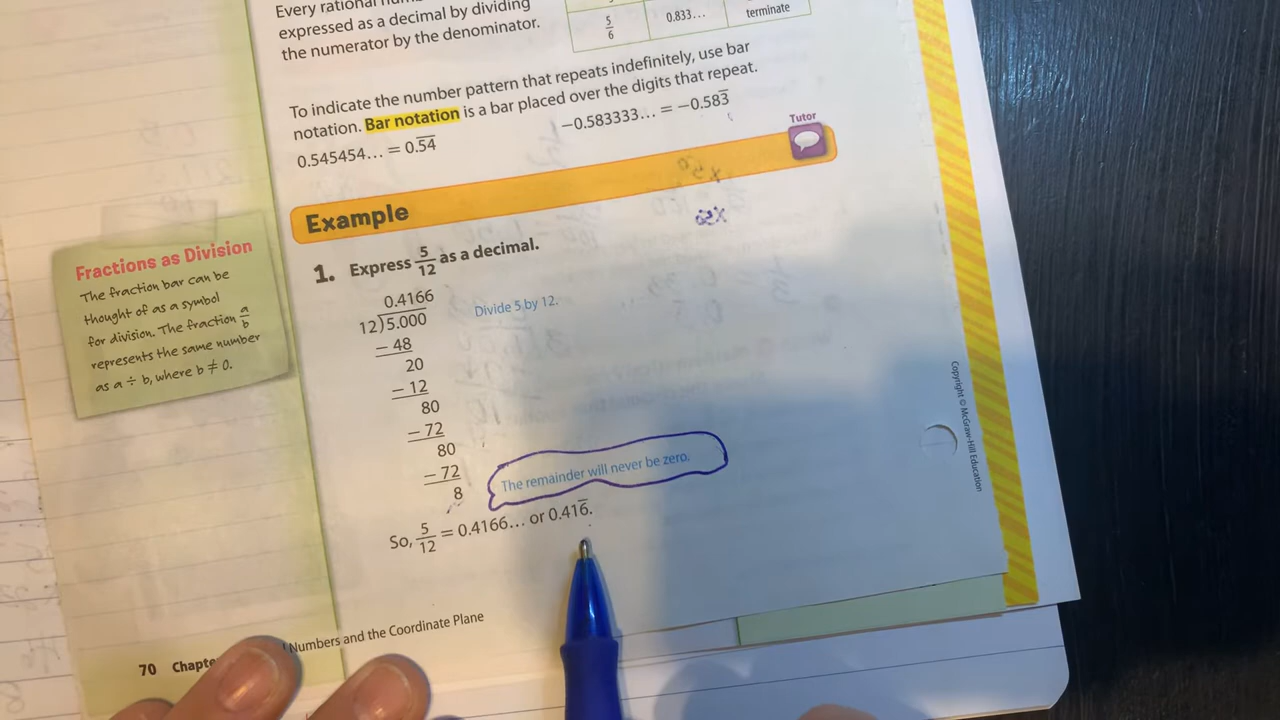 Every rational
expressed as a decimal by dividing
the numerator by the denominator.
5/6 0.833... terminate
To indicate the number pattern that repeats indefinitely, use bar
notation. Bar notation is a bar placed over the digits that repeat.
0.545454... = 0.5̅4̅ −0.583333... = −0.583̅
Tutor
Example
1. Express 5/12 as a decimal.
0.4166
12)5.000 Divide 5 by 12.
− 48
20
− 12
80
− 72
80
− 72
8 The remainder will never be zero.
So, 5/12 = 0.4166... or 0.416̅.
Fractions as Division
The fraction bar can be
thought of as a symbol
for division. The fraction a/b
represents the same number
as a ÷ b, where b ≠ 0.
70 Numbers and the Coordinate Plane
Copyright © McGraw-Hill Education